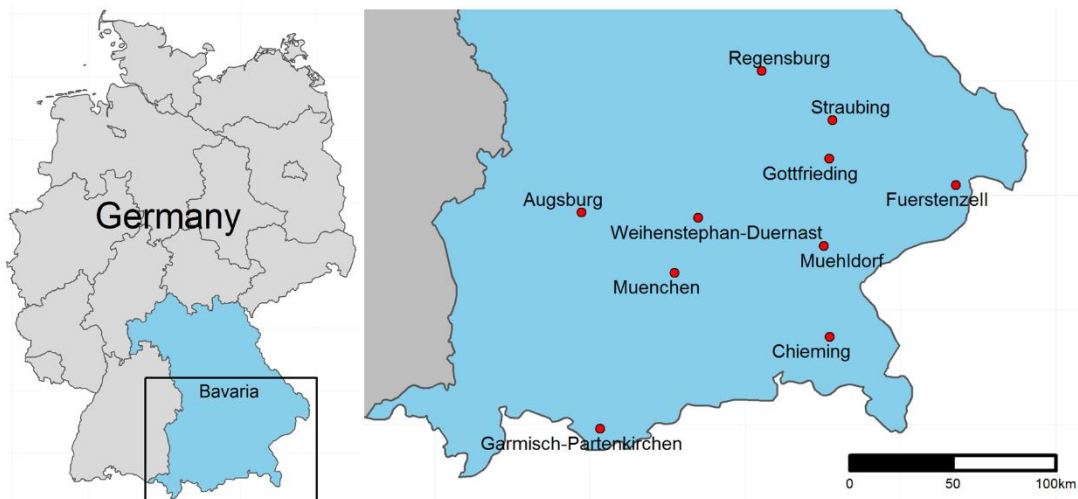 Germany
Bavaria
Regensburg
Straubing
Gottfrieding
Augsburg
Fuerstenzell
Weihenstephan-Duernast
Muehldorf
Muenchen
Chieming
Garmisch-Partenkirchen
0 50 100km